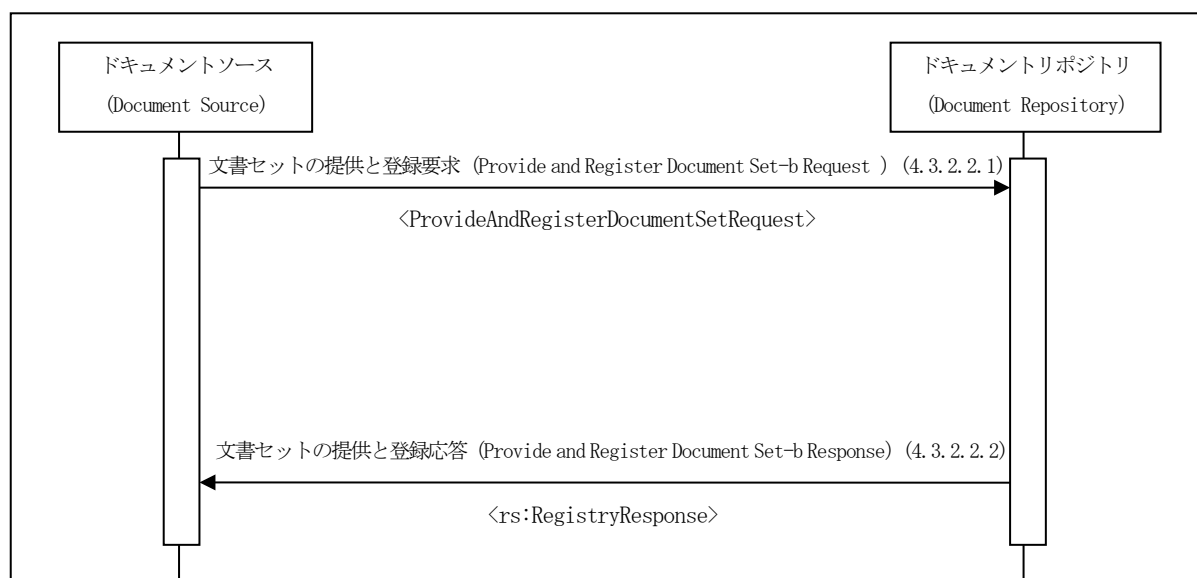 ドキュメントソース
(Document Source)
ドキュメントリポジトリ
(Document Repository)
文書セットの提供と登録要求 (Provide and Register Document Set-b Request ) (4.3.2.2.1)
<ProvideAndRegisterDocumentSetRequest>
文書セットの提供と登録応答 (Provide and Register Document Set-b Response) (4.3.2.2.2)
<rs:RegistryResponse>